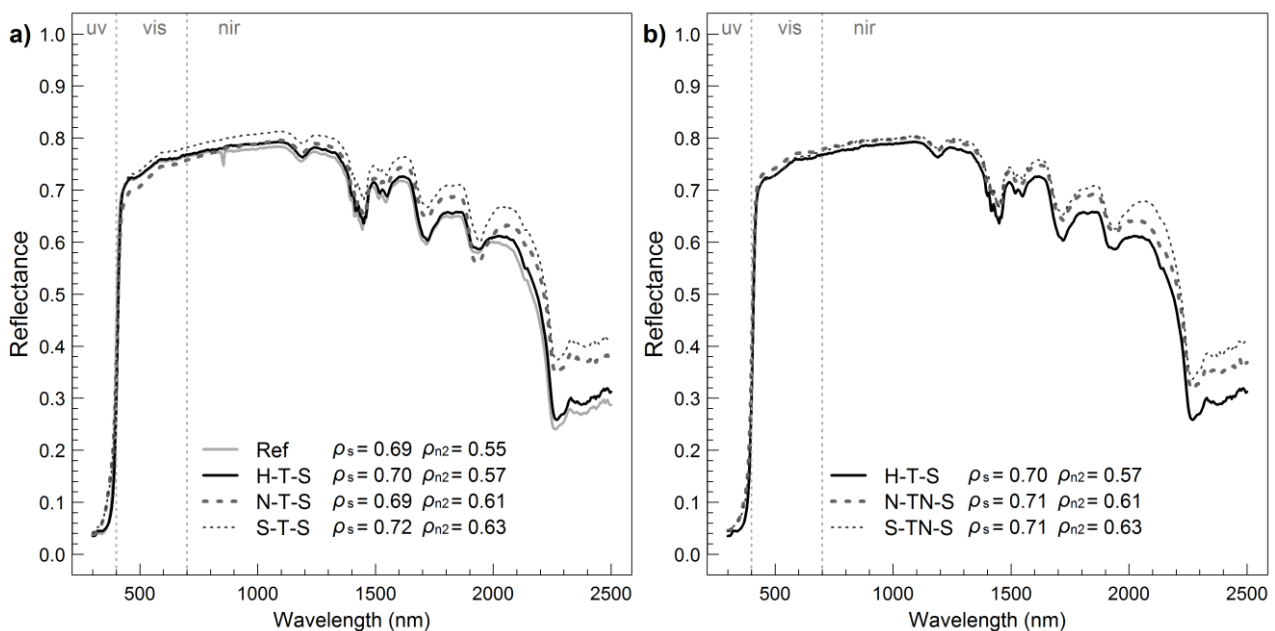 a)
uv vis nir
1.0
0.9
0.8
0.7
0.6
0.5
0.4
0.3
0.2
0.1
0.0
Reflectance
Ref ρs = 0.69 ρn2 = 0.55
H-T-S ρs = 0.70 ρn2 = 0.57
N-T-S ρs = 0.69 ρn2 = 0.61
S-T-S ρs = 0.72 ρn2 = 0.63
500 1000 1500 2000 2500
Wavelength (nm)
b)
uv vis nir
1.0
0.9
0.8
0.7
0.6
0.5
0.4
0.3
0.2
0.1
0.0
Reflectance
H-T-S ρs = 0.70 ρn2 = 0.57
N-TN-S ρs = 0.71 ρn2 = 0.61
S-TN-S ρs = 0.71 ρn2 = 0.63
500 1000 1500 2000 2500
Wavelength (nm)